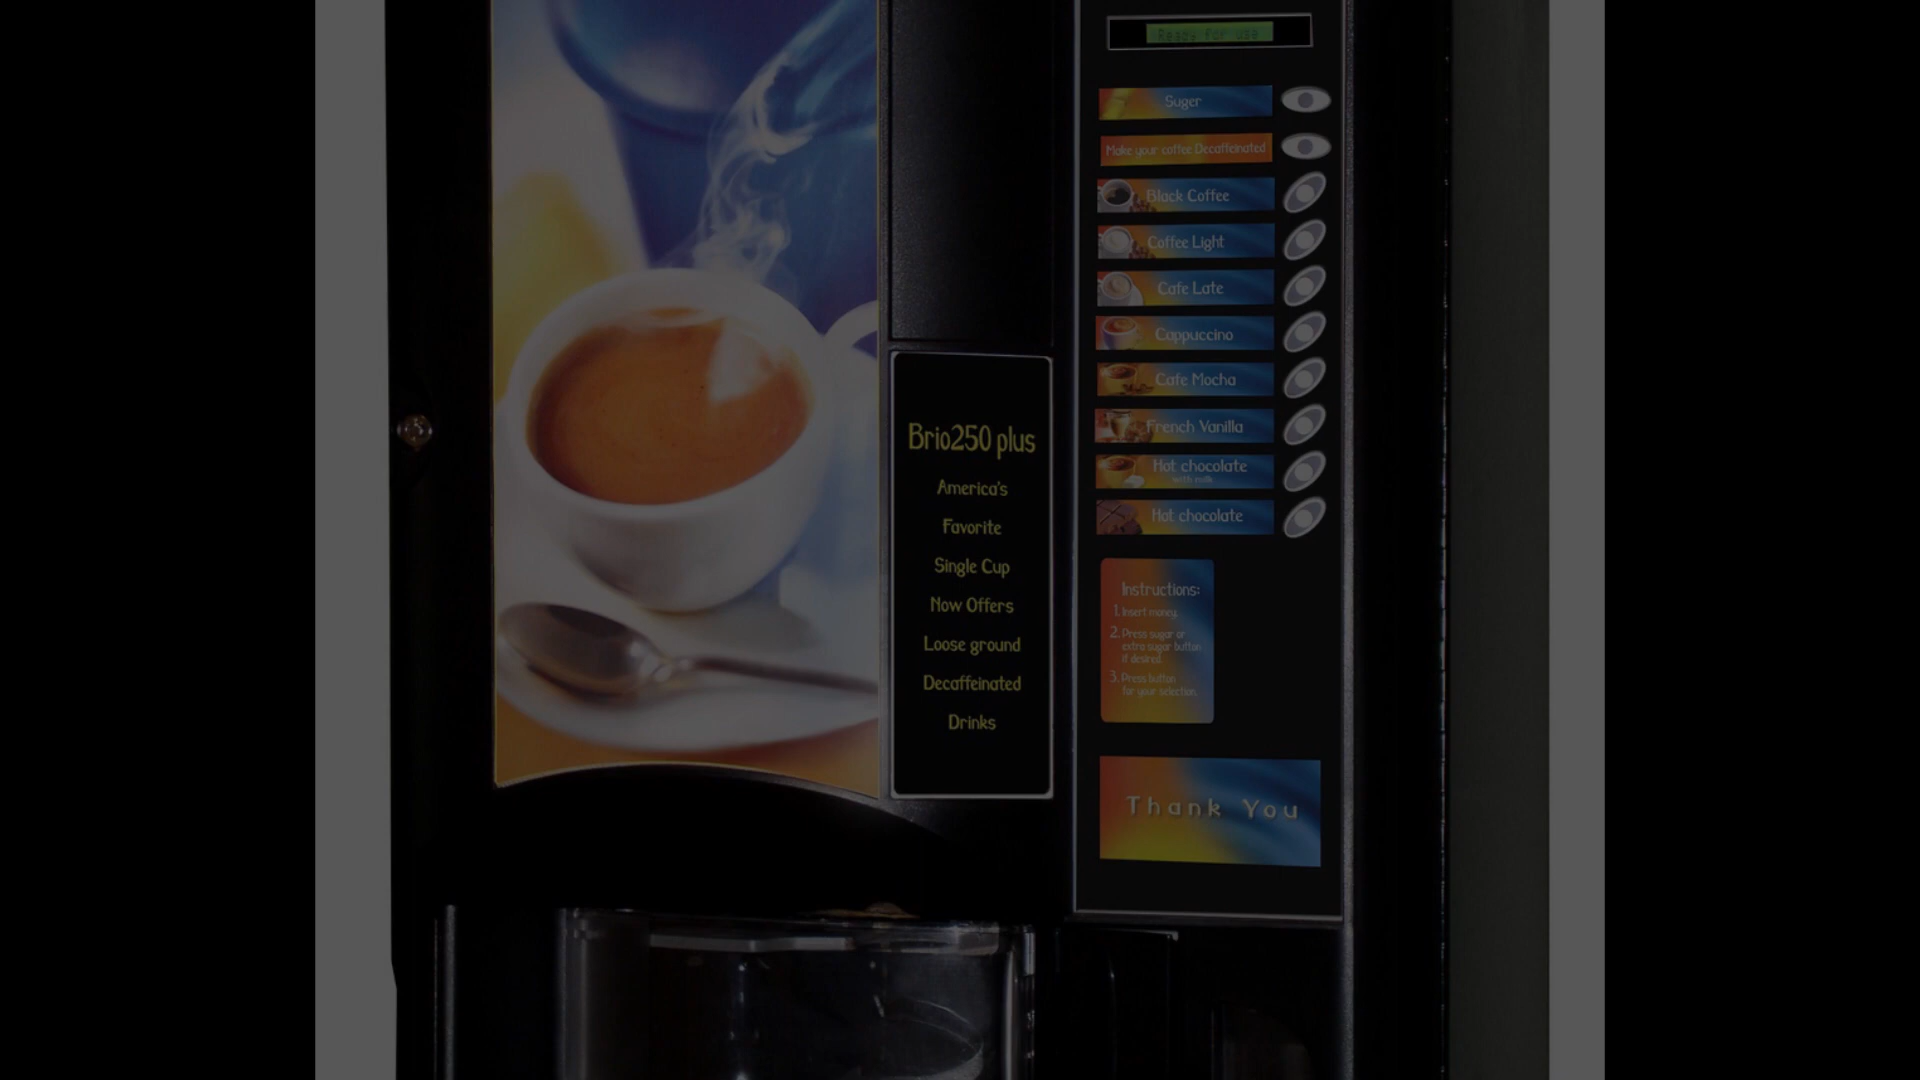 Ready for use
Suger
Make your coffee Decaffeinated
Black Coffee
Coffee Light
Cafe Late
Cappuccino
Cafe Mocha
French Vanilla
Hot chocolate
with milk
Hot chocolate
Brio250 plus
America's
Favorite
Single Cup
Now Offers
Loose ground
Decaffeinated
Drinks
Instructions:
1. Insert money.
2. Press sugar or
extra sugar button
if desired.
3. Press button
for your selection.
Thank You